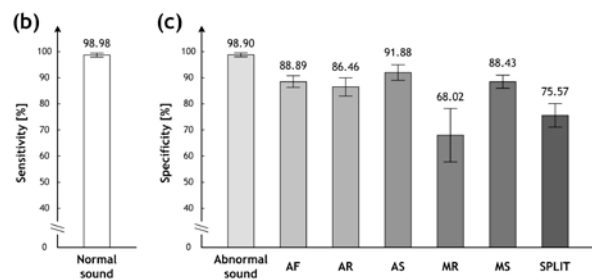 (b)
Sensitivity [%]
100
90
80
70
60
50
40
0
98.98
Normal
sound
(c)
Specificity [%]
100
90
80
70
60
50
40
0
98.90
88.89
86.46
91.88
68.02
88.43
75.57
Abnormal
sound
AF
AR
AS
MR
MS
SPLIT